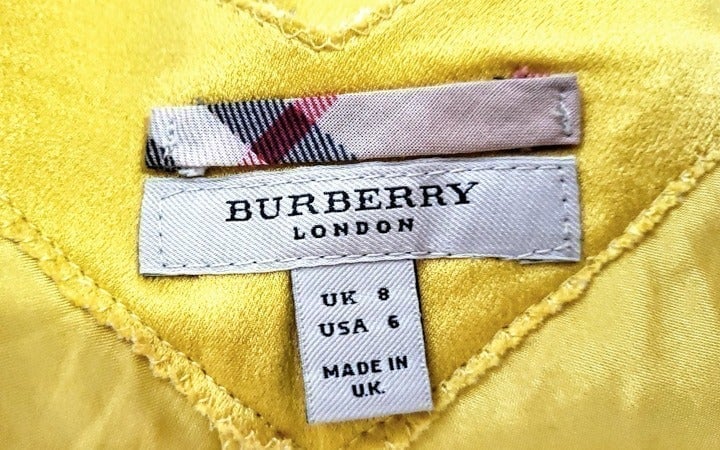 BURBERRY
LONDON
UK 8
USA 6
MADE IN
U.K.